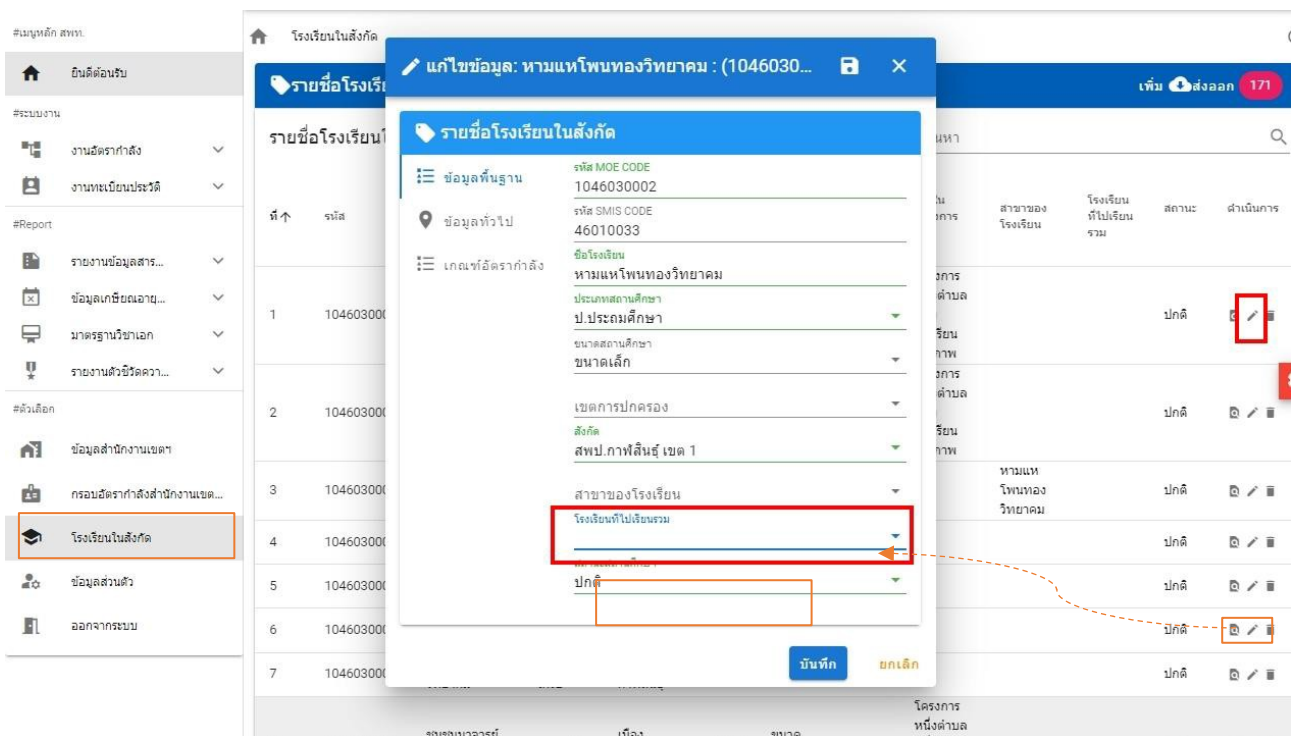 #เมนูหลัก สพท.
ยินดีต้อนรับ
#ระบบงาน
งานอัตรากำลัง
งานทะเบียนประวัติ
#Report
รายงานข้อมูลสาร...
ข้อมูลเกษียณอายุ...
มาตรฐานวิชาเอก
รายงานตัวชี้วัดควา...
#ตัวเลือก
ข้อมูลสำนักงานเขตฯ
กรอบอัตรากำลังสำนักงานเขต...
โรงเรียนในสังกัด
ข้อมูลส่วนตัว
ออกจากระบบ
โรงเรียนในสังกัด
รายชื่อโรงเรี
เพิ่ม ส่งออก 171
รายชื่อโรงเรียนใ
แก้ไขข้อมูล: หามแหโพนทองวิทยาคม : (1046030...
รายชื่อโรงเรียนในสังกัด
ข้อมูลพื้นฐาน
ข้อมูลทั่วไป
เกณฑ์อัตรากำลัง
รหัส MOE CODE
1046030002
รหัส SMIS CODE
46010033
ชื่อโรงเรียน
หามแหโพนทองวิทยาคม
ประเภทสถานศึกษา
ป.ประถมศึกษา
ขนาดสถานศึกษา
ขนาดเล็ก
เขตการปกครอง
สังกัด
สพป.กาฬสินธุ์ เขต 1
สาขาของโรงเรียน
โรงเรียนที่ไปเรียนรวม
ปกติ
บันทึก ยกเลิก
ที่ รหัส สาขาของโรงเรียน โรงเรียนที่ไปเรียนรวม สถานะ ดำเนินการ
1 104603000 ปกติ
2 104603000 ปกติ
3 104603000 หามแหโพนทองวิทยาคม ปกติ
4 104603000 ปกติ
5 104603000 ปกติ
6 104603000 ปกติ
7 104603000 ปกติ
โครงการ
หนึ่งตำบล